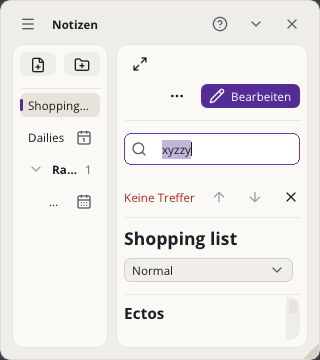 Notizen
Shopping...
Dailies
Ra... 1
...
Bearbeiten
xyzzy
Keine Treffer
Shopping list
Normal
Ectos